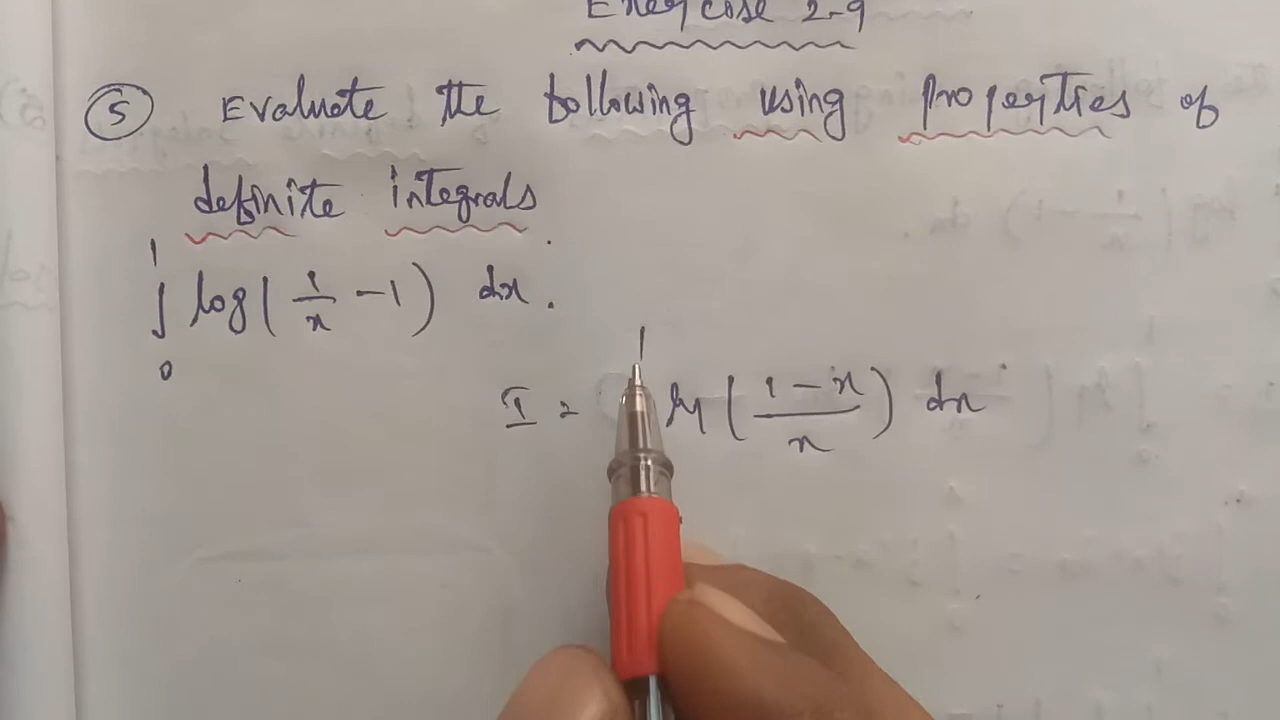 Exercise 2.9
5 Evaluate the following using properties of
definite integrals.
∫₀¹ log(1/x − 1) dx.
I = log((1 − x)/x) dx